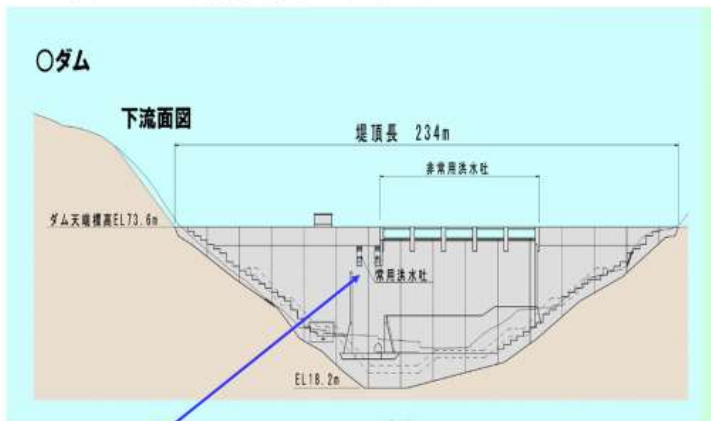 〇ダム
下流面図
堤頂長 234m
非常用洪水吐
ダム天端標高EL73.6m
常用洪水吐
EL18.2m